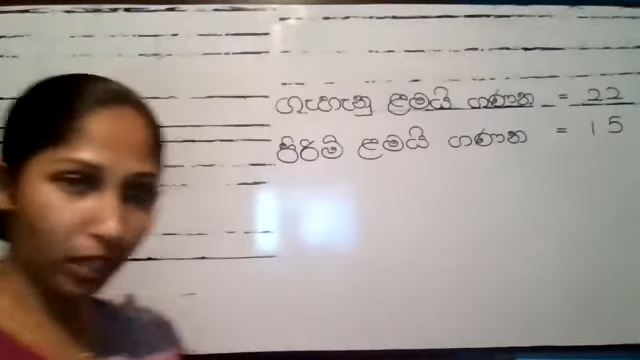 ගැහැනු ළමයි ගණන = 22
පිරිමි ළමයි ගණන = 15